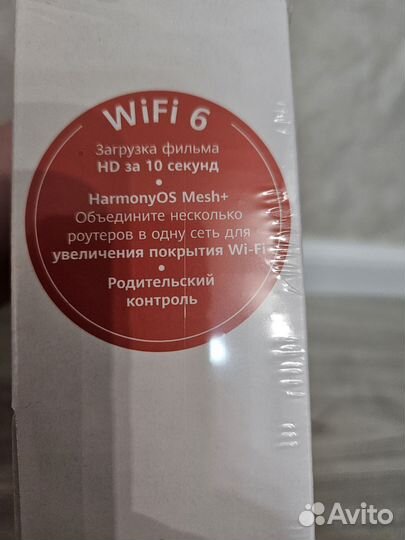 WiFi 6
Загрузка фильма
HD за 10 секунд
•
HarmonyOS Mesh+
Объедините несколько
роутеров в одну сеть для
увеличения покрытия Wi-Fi
•
Родительский
контроль
Avito